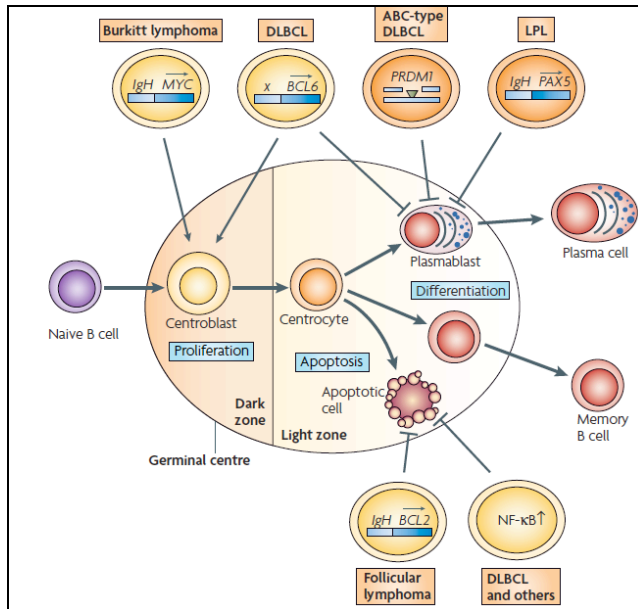 Burkitt lymphoma
DLBCL
ABC-type
DLBCL
LPL
IgH MYC
x BCL6
PRDM1
IgH PAX5
Plasma cell
Plasmablast
Naive B cell
Centroblast
Centrocyte
Differentiation
Proliferation
Apoptosis
Apoptotic
cell
Dark
zone
Light zone
Memory
B cell
Germinal centre
IgH BCL2
NF-κB↑
Follicular
lymphoma
DLBCL
and others